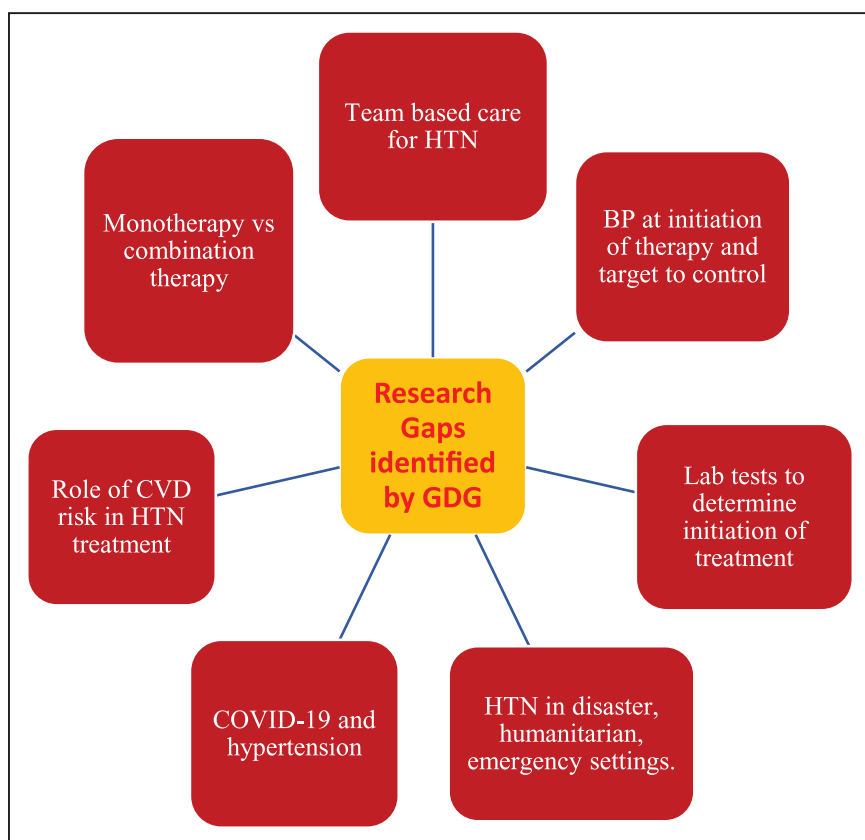 Team based care
for HTN
BP at initiation
of therapy and
target to control
Lab tests to
determine
initiation of
treatment
HTN in disaster,
humanitarian,
emergency settings.
COVID-19 and
hypertension
Role of CVD
risk in HTN
treatment
Monotherapy vs
combination
therapy
Research
Gaps
identified
by GDG